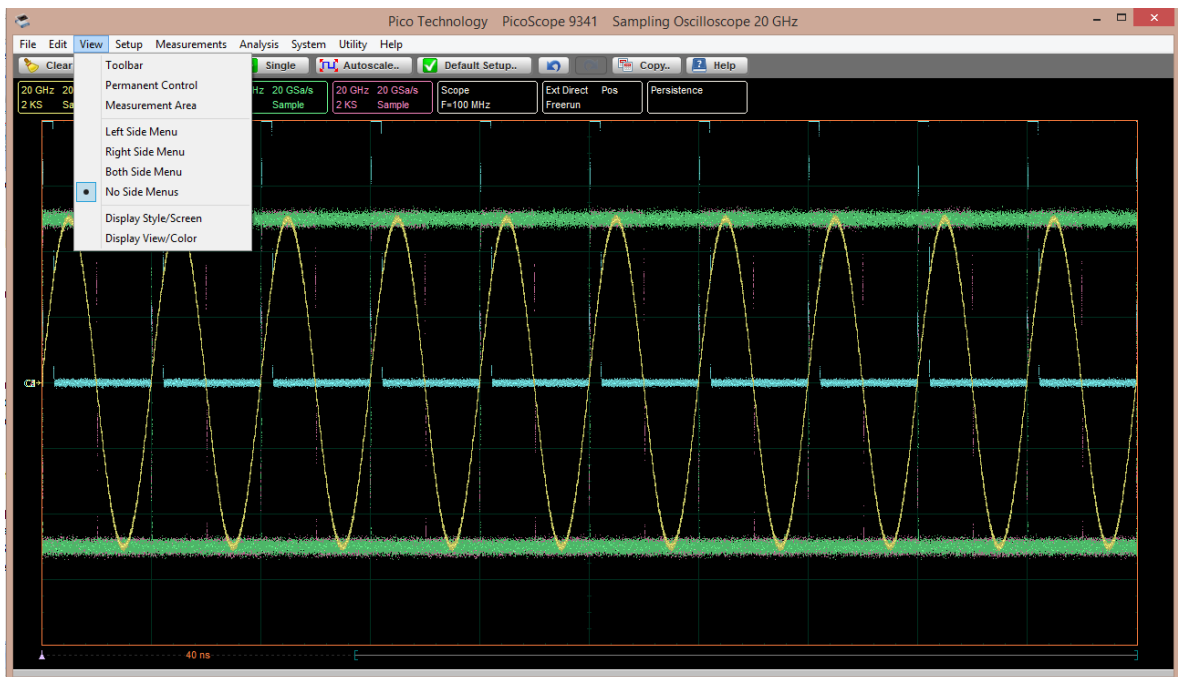 Pico Technology PicoScope 9341 Sampling Oscilloscope 20 GHz
File Edit View Setup Measurements Analysis System Utility Help
Clear Single Autoscale.. Default Setup.. Copy.. Help
Toolbar
Permanent Control
Measurement Area
Left Side Menu
Right Side Menu
Both Side Menu
No Side Menus
Display Style/Screen
Display View/Color
20 GHz 20 Hz 20 GSa/s 20 GHz 20 GSa/s Scope Ext Direct Pos Persistence
2 KS Sa Sample 2 KS Sample F=100 MHz Freerun
40 ns